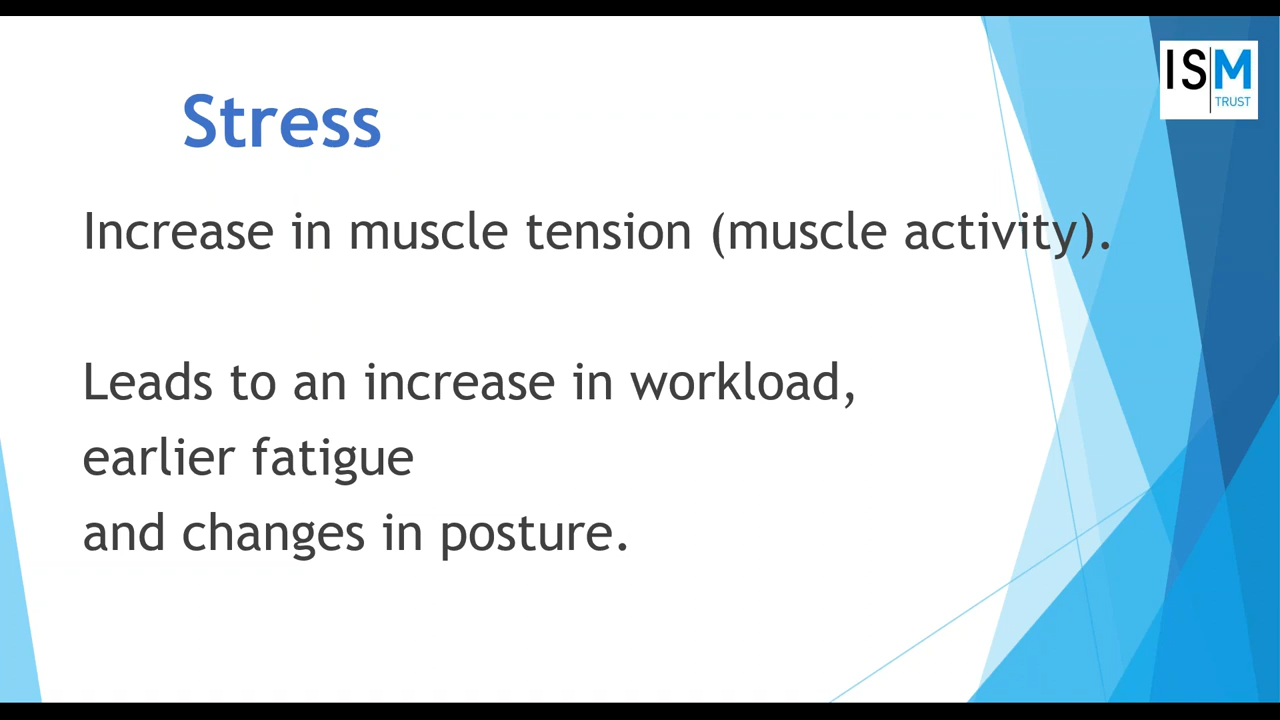 ISM
TRUST
Stress
Increase in muscle tension (muscle activity).
Leads to an increase in workload,
earlier fatigue
and changes in posture.